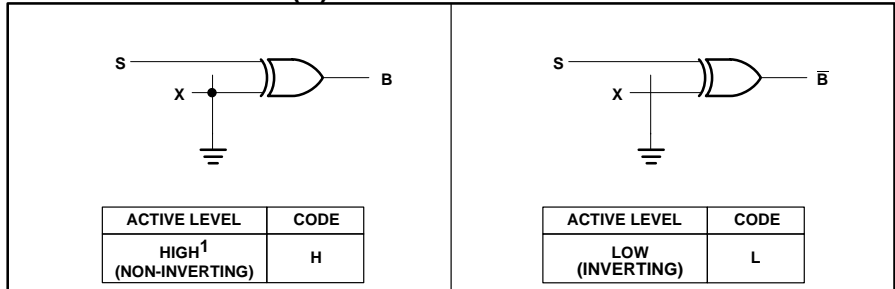 S
B
X
ACTIVE LEVEL CODE
HIGH1
(NON-INVERTING)
H
S
B̅
X
ACTIVE LEVEL CODE
LOW
(INVERTING)
L